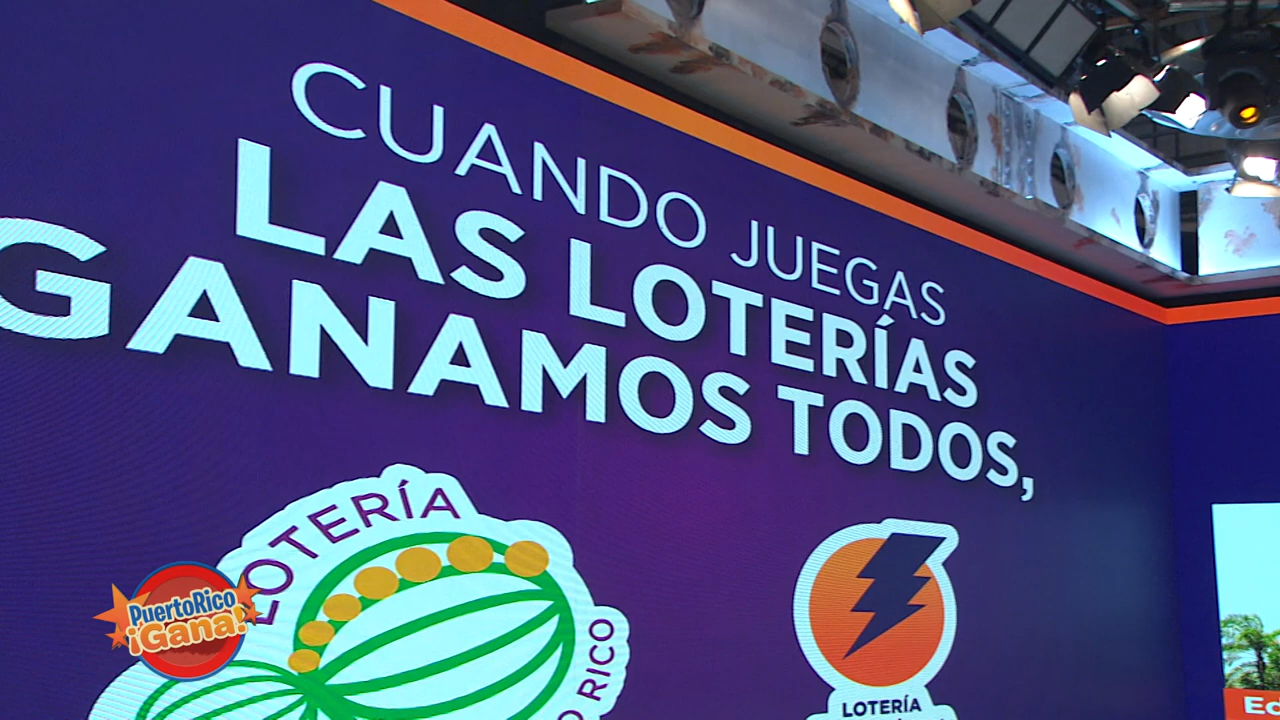 CUANDO JUEGAS
LAS LOTERÍAS
GANAMOS TODOS,
LOTERÍA
RICO
PuertoRico
¡Gana!
LOTERÍA